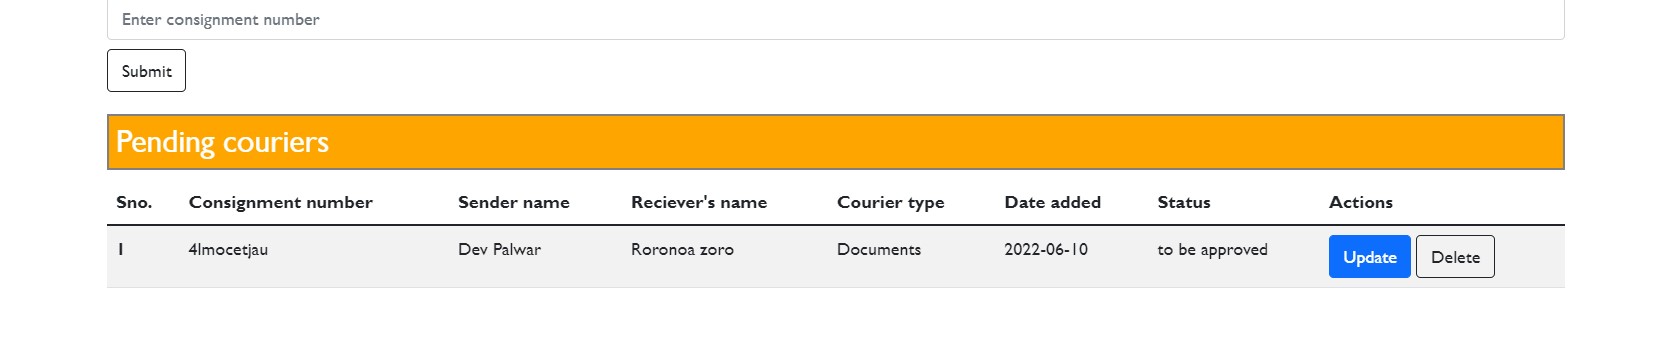 Enter consignment number
Submit
Pending couriers
Sno. Consignment number Sender name Reciever's name Courier type Date added Status Actions
1 4lmocetjau Dev Palwar Roronoa zoro Documents 2022-06-10 to be approved Update Delete